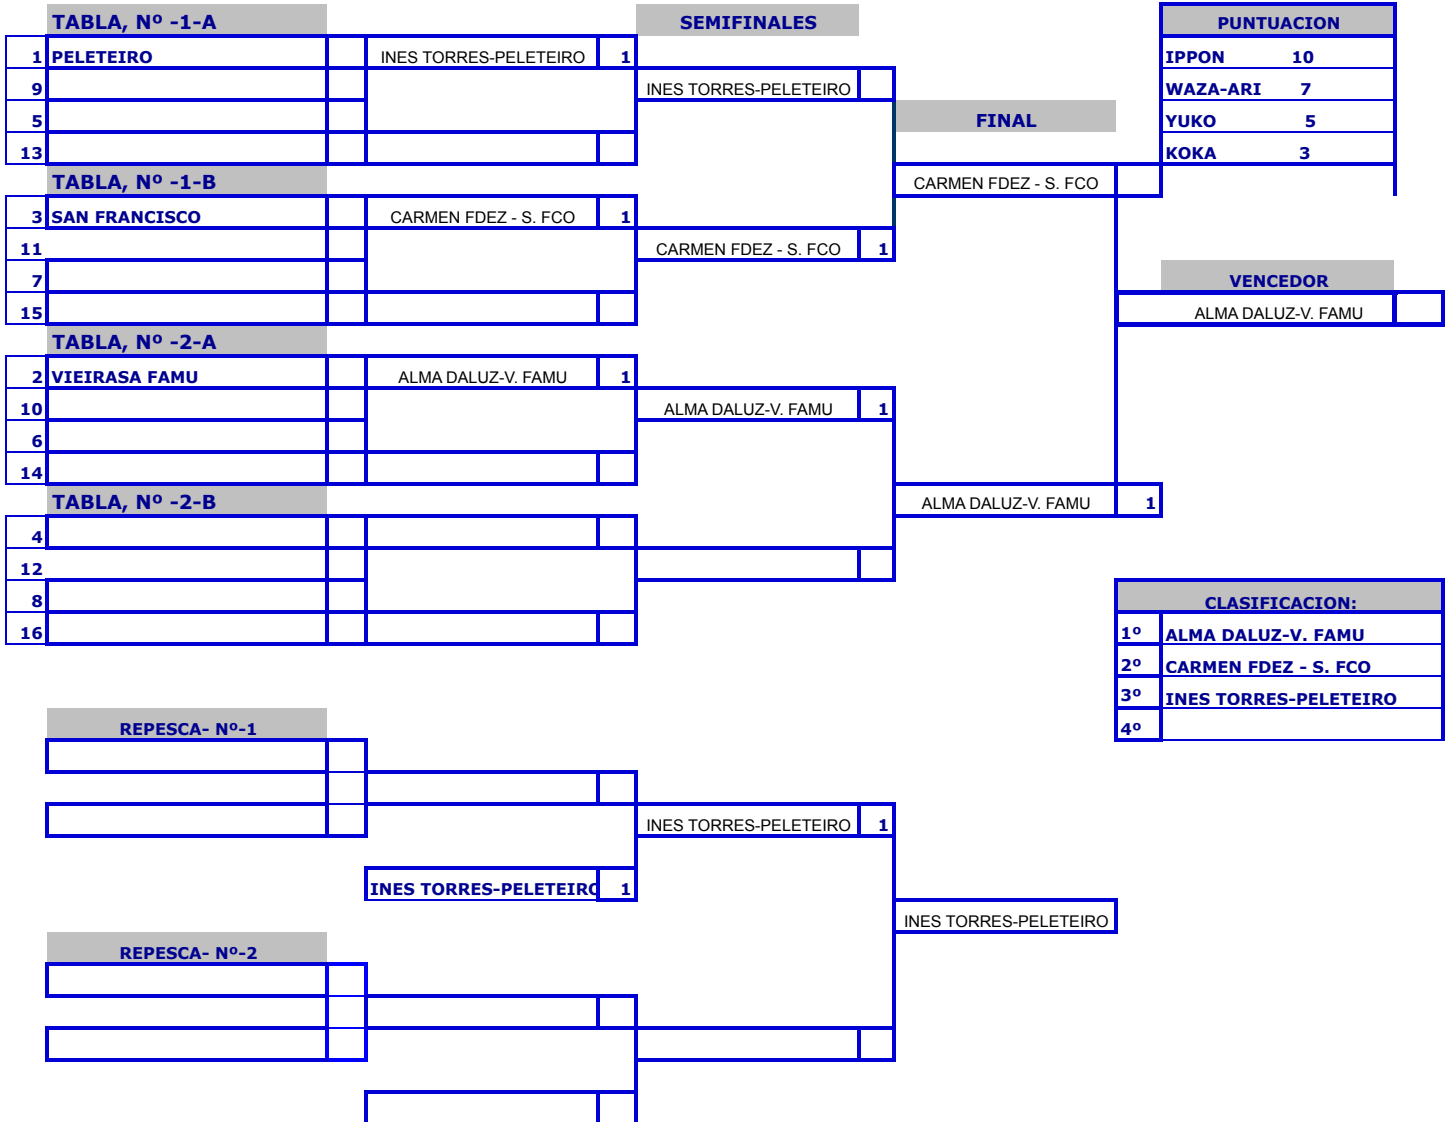 TABLA, Nº -1-A
SEMIFINALES
PUNTUACION
1 PELETEIRO INES TORRES-PELETEIRO 1
IPPON 10
9
INES TORRES-PELETEIRO
WAZA-ARI 7
5
FINAL
YUKO 5
13
KOKA 3
TABLA, Nº -1-B
CARMEN FDEZ - S. FCO
3 SAN FRANCISCO CARMEN FDEZ - S. FCO 1
11
CARMEN FDEZ - S. FCO 1
7
VENCEDOR
15
ALMA DALUZ-V. FAMU
TABLA, Nº -2-A
2 VIEIRASA FAMU ALMA DALUZ-V. FAMU 1
10
ALMA DALUZ-V. FAMU 1
6
14
TABLA, Nº -2-B
ALMA DALUZ-V. FAMU 1
4
12
8
CLASIFICACION:
16
1º ALMA DALUZ-V. FAMU
2º CARMEN FDEZ - S. FCO
3º INES TORRES-PELETEIRO
4º
REPESCA- Nº-1
INES TORRES-PELETEIRO 1
INES TORRES-PELETEIRO 1
INES TORRES-PELETEIRO
REPESCA- Nº-2